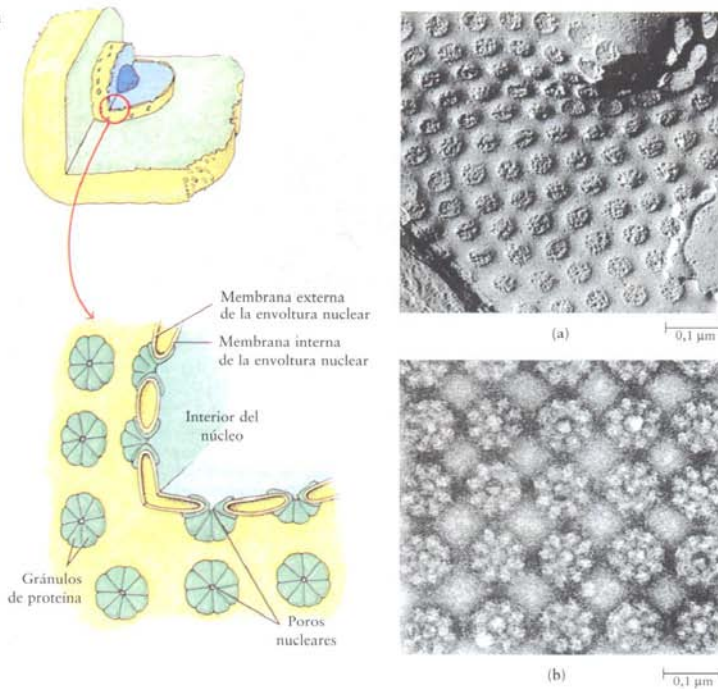 Membrana externa
de la envoltura nuclear
Membrana interna
de la envoltura nuclear
Interior del
núcleo
Gránulos
de proteína
Poros
nucleares
(a)
0,1 μm
(b)
0,1 μm